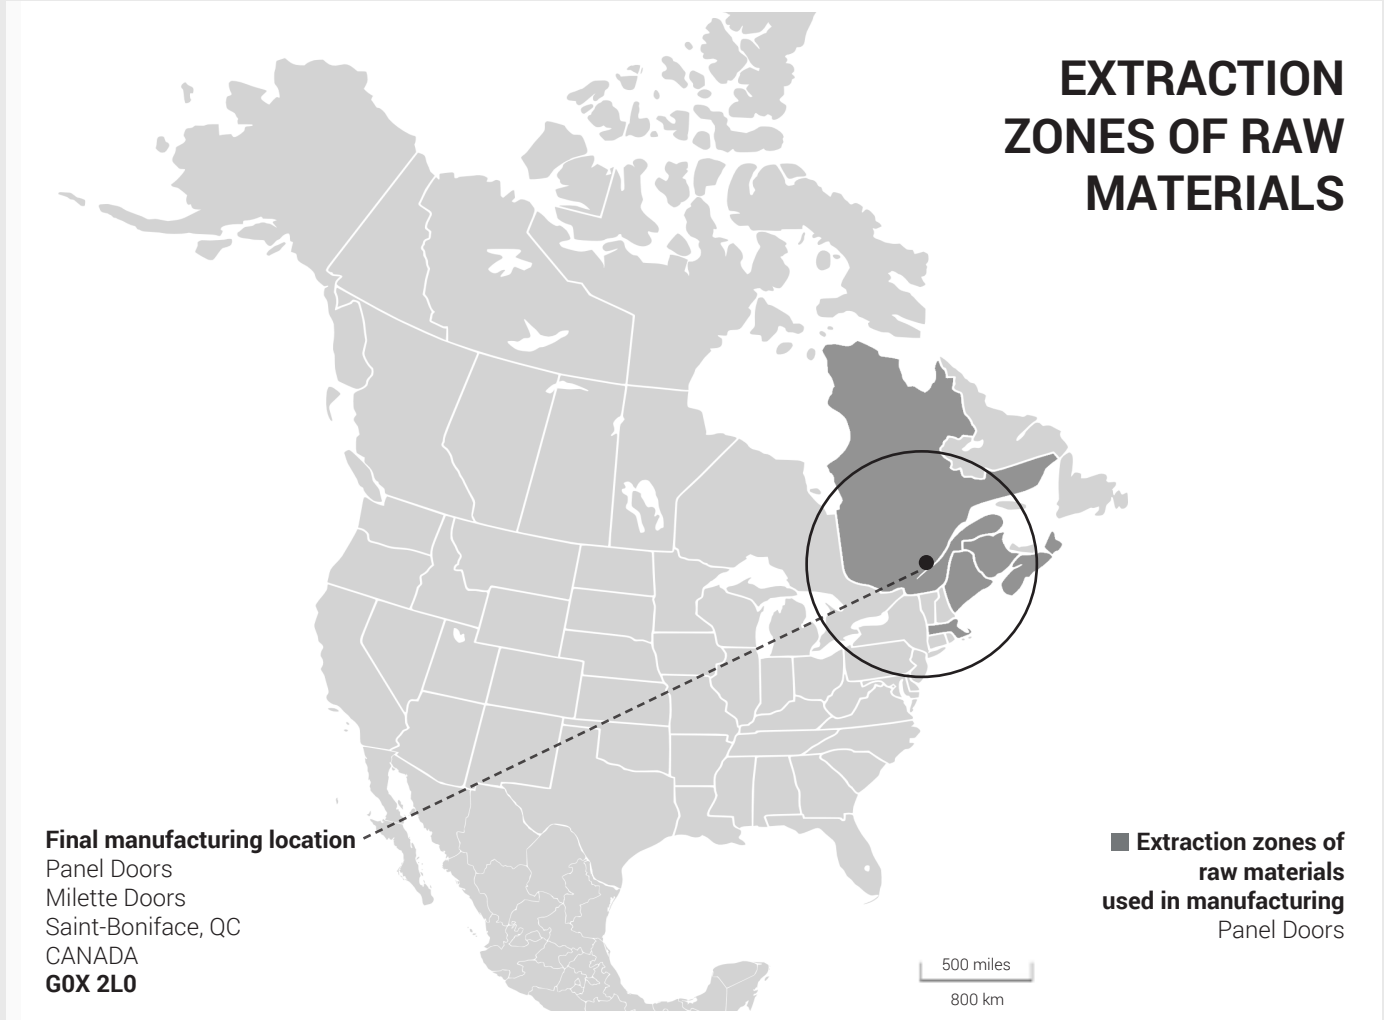 EXTRACTION
ZONES OF RAW
MATERIALS
Final manufacturing location
Panel Doors
Milette Doors
Saint-Boniface, QC
CANADA
G0X 2L0
Extraction zones of
raw materials
used in manufacturing
Panel Doors
500 miles
800 km